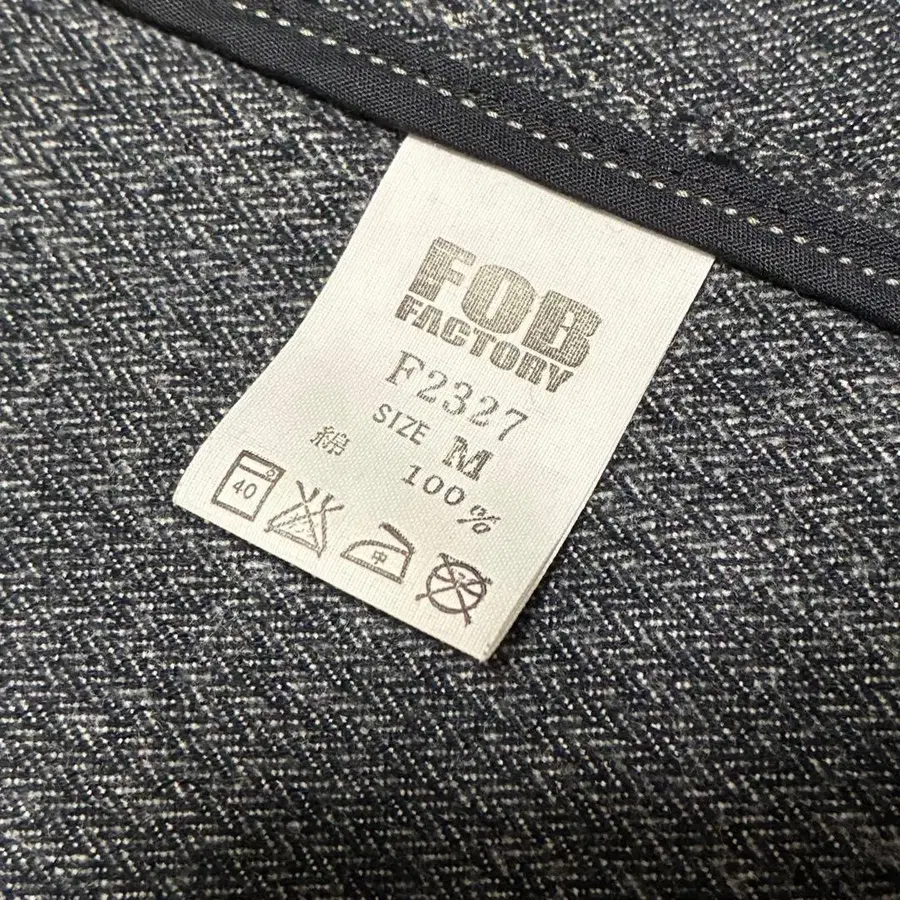 FOB
FACTORY
F2327
SIZE M
綿 100%
40
中